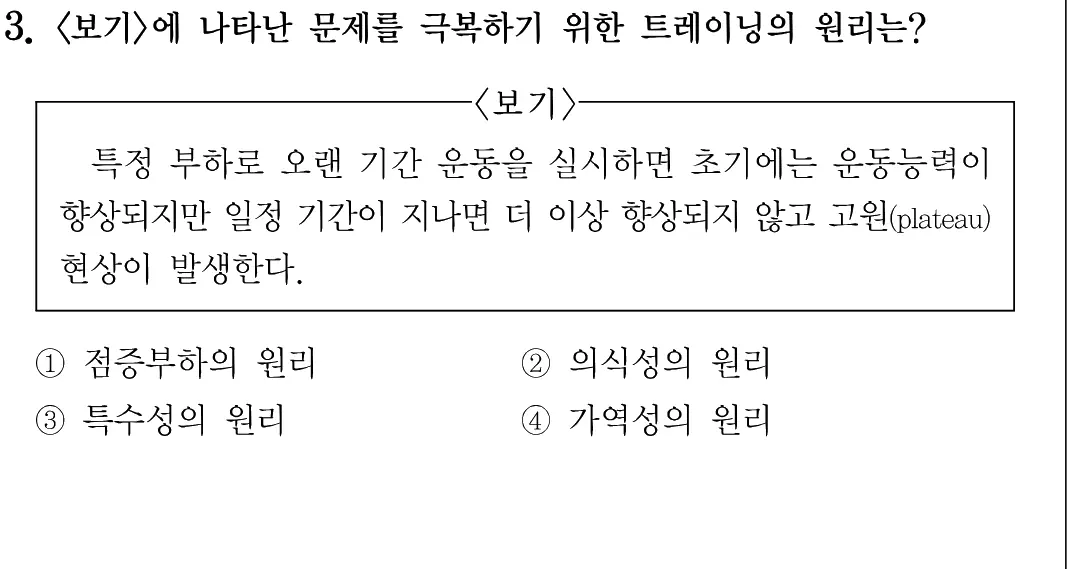 3. 〈보기〉에 나타난 문제를 극복하기 위한 트레이닝의 원리는?
〈보기〉
특정 부하로 오랜 기간 운동을 실시하면 초기에는 운동능력이
향상되지만 일정 기간이 지나면 더 이상 향상되지 않고 고원(plateau)
현상이 발생한다.
① 점증부하의 원리 ② 의식성의 원리
③ 특수성의 원리 ④ 가역성의 원리